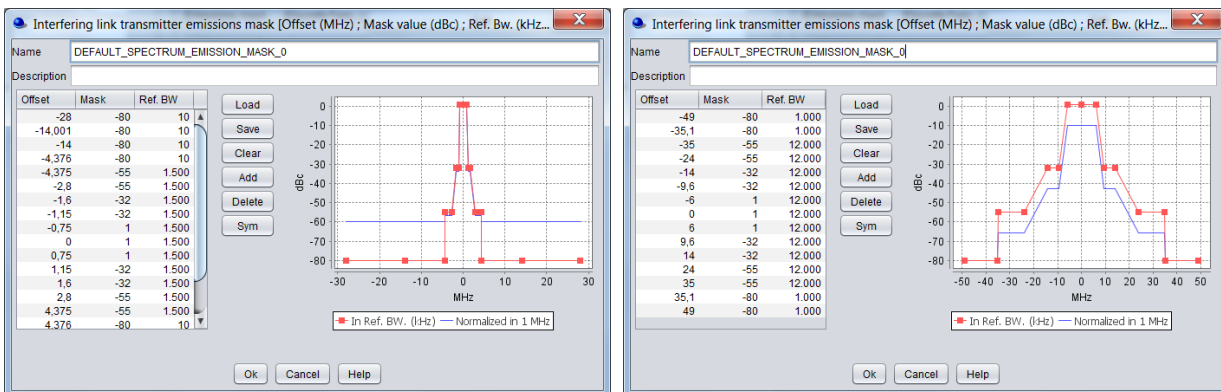 Interfering link transmitter emissions mask [Offset (MHz) ; Mask value (dBc) ; Ref. Bw. (kHz...
Name DEFAULT_SPECTRUM_EMISSION_MASK_0
Description
Offset Mask Ref. BW
-28 -80 10
-14,001 -80 10
-14 -80 10
-4,376 -80 10
-4,375 -55 1.500
-2,8 -55 1.500
-1,6 -32 1.500
-1,15 -32 1.500
-0,75 1 1.500
0 1 1.500
0,75 1 1.500
1,15 -32 1.500
1,6 -32 1.500
2,8 -55 1.500
4,375 -55 1.500
4,376 -80 10
Load
Save
Clear
Add
Delete
Sym
dBc
0
-10
-20
-30
-40
-50
-60
-70
-80
-30 -20 -10 0 10 20 30
MHz
In Ref. BW. (kHz) Normalized in 1 MHz
Ok Cancel Help
Interfering link transmitter emissions mask [Offset (MHz) ; Mask value (dBc) ; Ref. Bw. (kHz...
Name DEFAULT_SPECTRUM_EMISSION_MASK_0
Description
Offset Mask Ref. BW
-49 -80 1.000
-35,1 -80 1.000
-35 -55 12.000
-24 -55 12.000
-14 -32 12.000
-9,6 -32 12.000
-6 1 12.000
0 1 12.000
6 1 12.000
9,6 -32 12.000
14 -32 12.000
24 -55 12.000
35 -55 12.000
35,1 -80 1.000
49 -80 1.000
Load
Save
Clear
Add
Delete
Sym
dBc
0
-10
-20
-30
-40
-50
-60
-70
-80
-50 -40 -30 -20 -10 0 10 20 30 40 50
MHz
In Ref. BW. (kHz) Normalized in 1 MHz
Ok Cancel Help